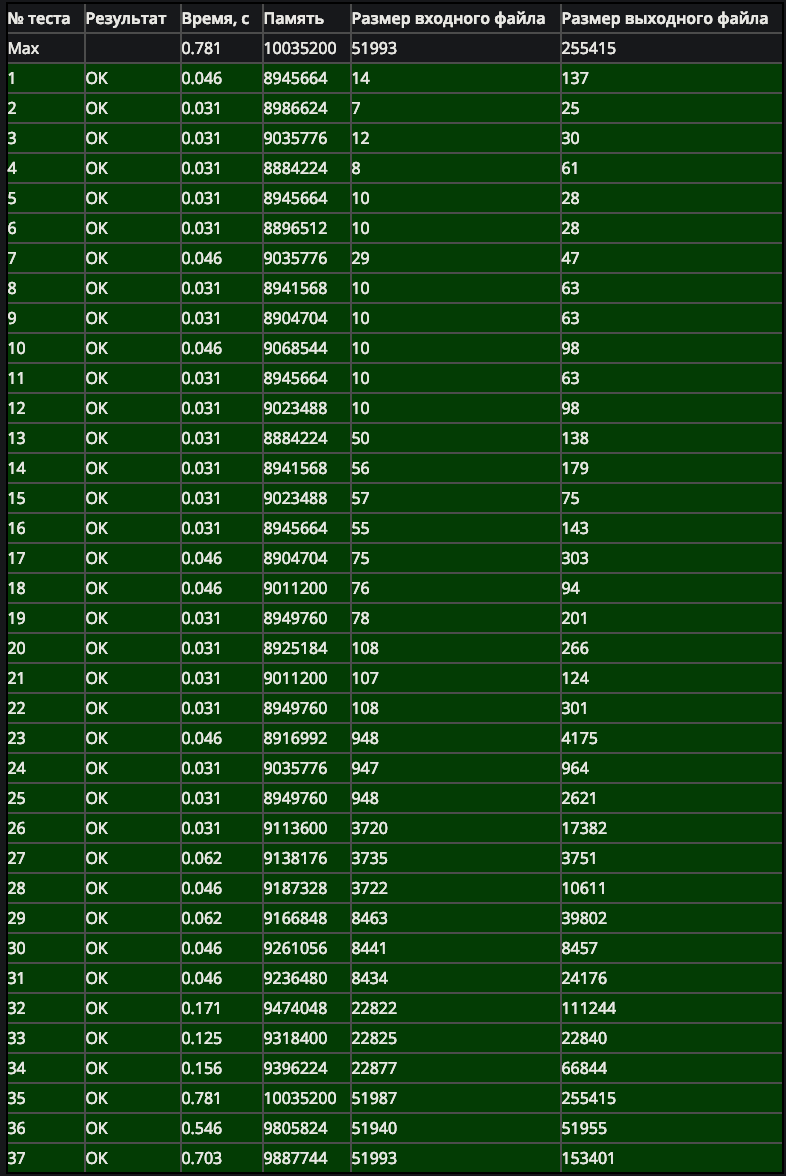 № теста Результат Время, с Память Размер входного файла Размер выходного файла
Max 0.781 10035200 51993 255415
1 OK 0.046 8945664 14 137
2 OK 0.031 8986624 7 25
3 OK 0.031 9035776 12 30
4 OK 0.031 8884224 8 61
5 OK 0.031 8945664 10 28
6 OK 0.031 8896512 10 28
7 OK 0.046 9035776 29 47
8 OK 0.031 8941568 10 63
9 OK 0.031 8904704 10 63
10 OK 0.046 9068544 10 98
11 OK 0.031 8945664 10 63
12 OK 0.031 9023488 10 98
13 OK 0.031 8884224 50 138
14 OK 0.031 8941568 56 179
15 OK 0.031 9023488 57 75
16 OK 0.031 8945664 55 143
17 OK 0.046 8904704 75 303
18 OK 0.046 9011200 76 94
19 OK 0.031 8949760 78 201
20 OK 0.031 8925184 108 266
21 OK 0.031 9011200 107 124
22 OK 0.031 8949760 108 301
23 OK 0.046 8916992 948 4175
24 OK 0.031 9035776 947 964
25 OK 0.031 8949760 948 2621
26 OK 0.031 9113600 3720 17382
27 OK 0.062 9138176 3735 3751
28 OK 0.046 9187328 3722 10611
29 OK 0.062 9166848 8463 39802
30 OK 0.046 9261056 8441 8457
31 OK 0.046 9236480 8434 24176
32 OK 0.171 9474048 22822 111244
33 OK 0.125 9318400 22825 22840
34 OK 0.156 9396224 22877 66844
35 OK 0.781 10035200 51987 255415
36 OK 0.546 9805824 51940 51955
37 OK 0.703 9887744 51993 153401